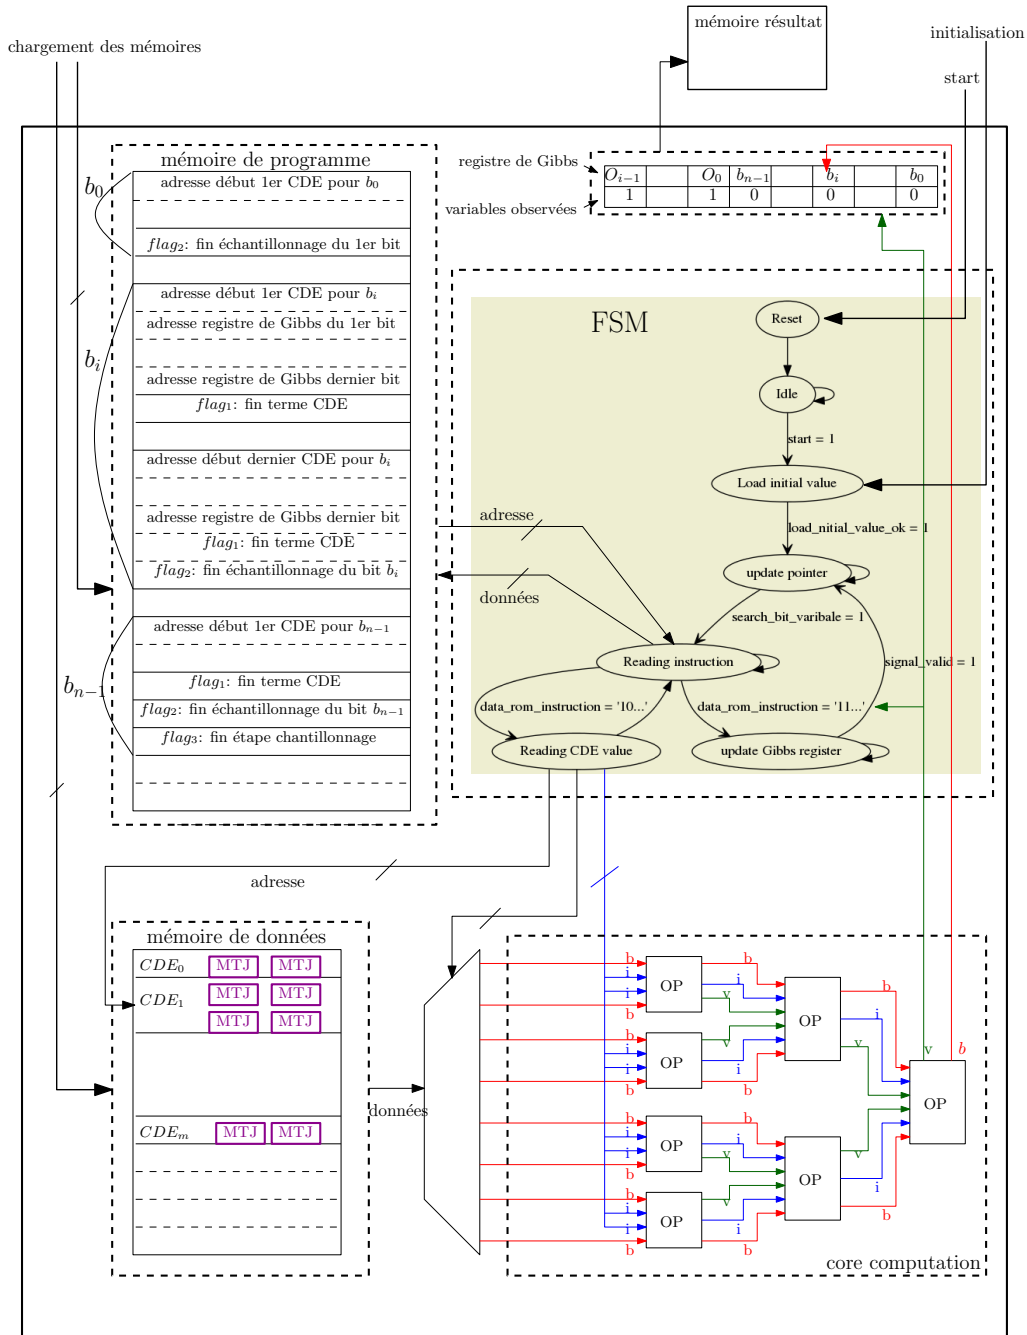 mémoire résultat
initialisation
chargement des mémoires
start
mémoire de programme
b_0
adresse début 1er CDE pour b_0
flag_2: fin échantillonnage du 1er bit
adresse début 1er CDE pour b_i
adresse registre de Gibbs du 1er bit
b_i
adresse registre de Gibbs dernier bit
flag_1: fin terme CDE
adresse début dernier CDE pour b_i
adresse registre de Gibbs dernier bit
flag_1: fin terme CDE
flag_2: fin échantillonnage du bit b_i
adresse début 1er CDE pour b_{n-1}
b_{n-1}
flag_1: fin terme CDE
flag_2: fin échantillonnage du bit b_{n-1}
flag_3: fin étape chantillonnage
registre de Gibbs
variables observées
O_{i-1} O_0 b_{n-1} b_i b_0
1 1 0 0 0
FSM
Reset
Idle
start = 1
Load initial value
load_nitial_value_ok = 1
update pointer
search_bit_varibale = 1
Reading instruction
signal_valid = 1
data_rom_instruction = '10...'
data_rom_instruction = '11...'
Reading CDE value
update Gibbs register
adresse
données
adresse
mémoire de données
CDE_0 MTJ MTJ
CDE_1 MTJ MTJ
MTJ MTJ
CDE_m MTJ MTJ
données
b
i
i
b
OP
b
i
v
b
i
i
b
OP
v
i
b
b
i
i
b
OP
b
i
v
b
i
i
b
OP
v
i
b
OP
b
i
v
OP
v
i
b
v
b
OP
core computation